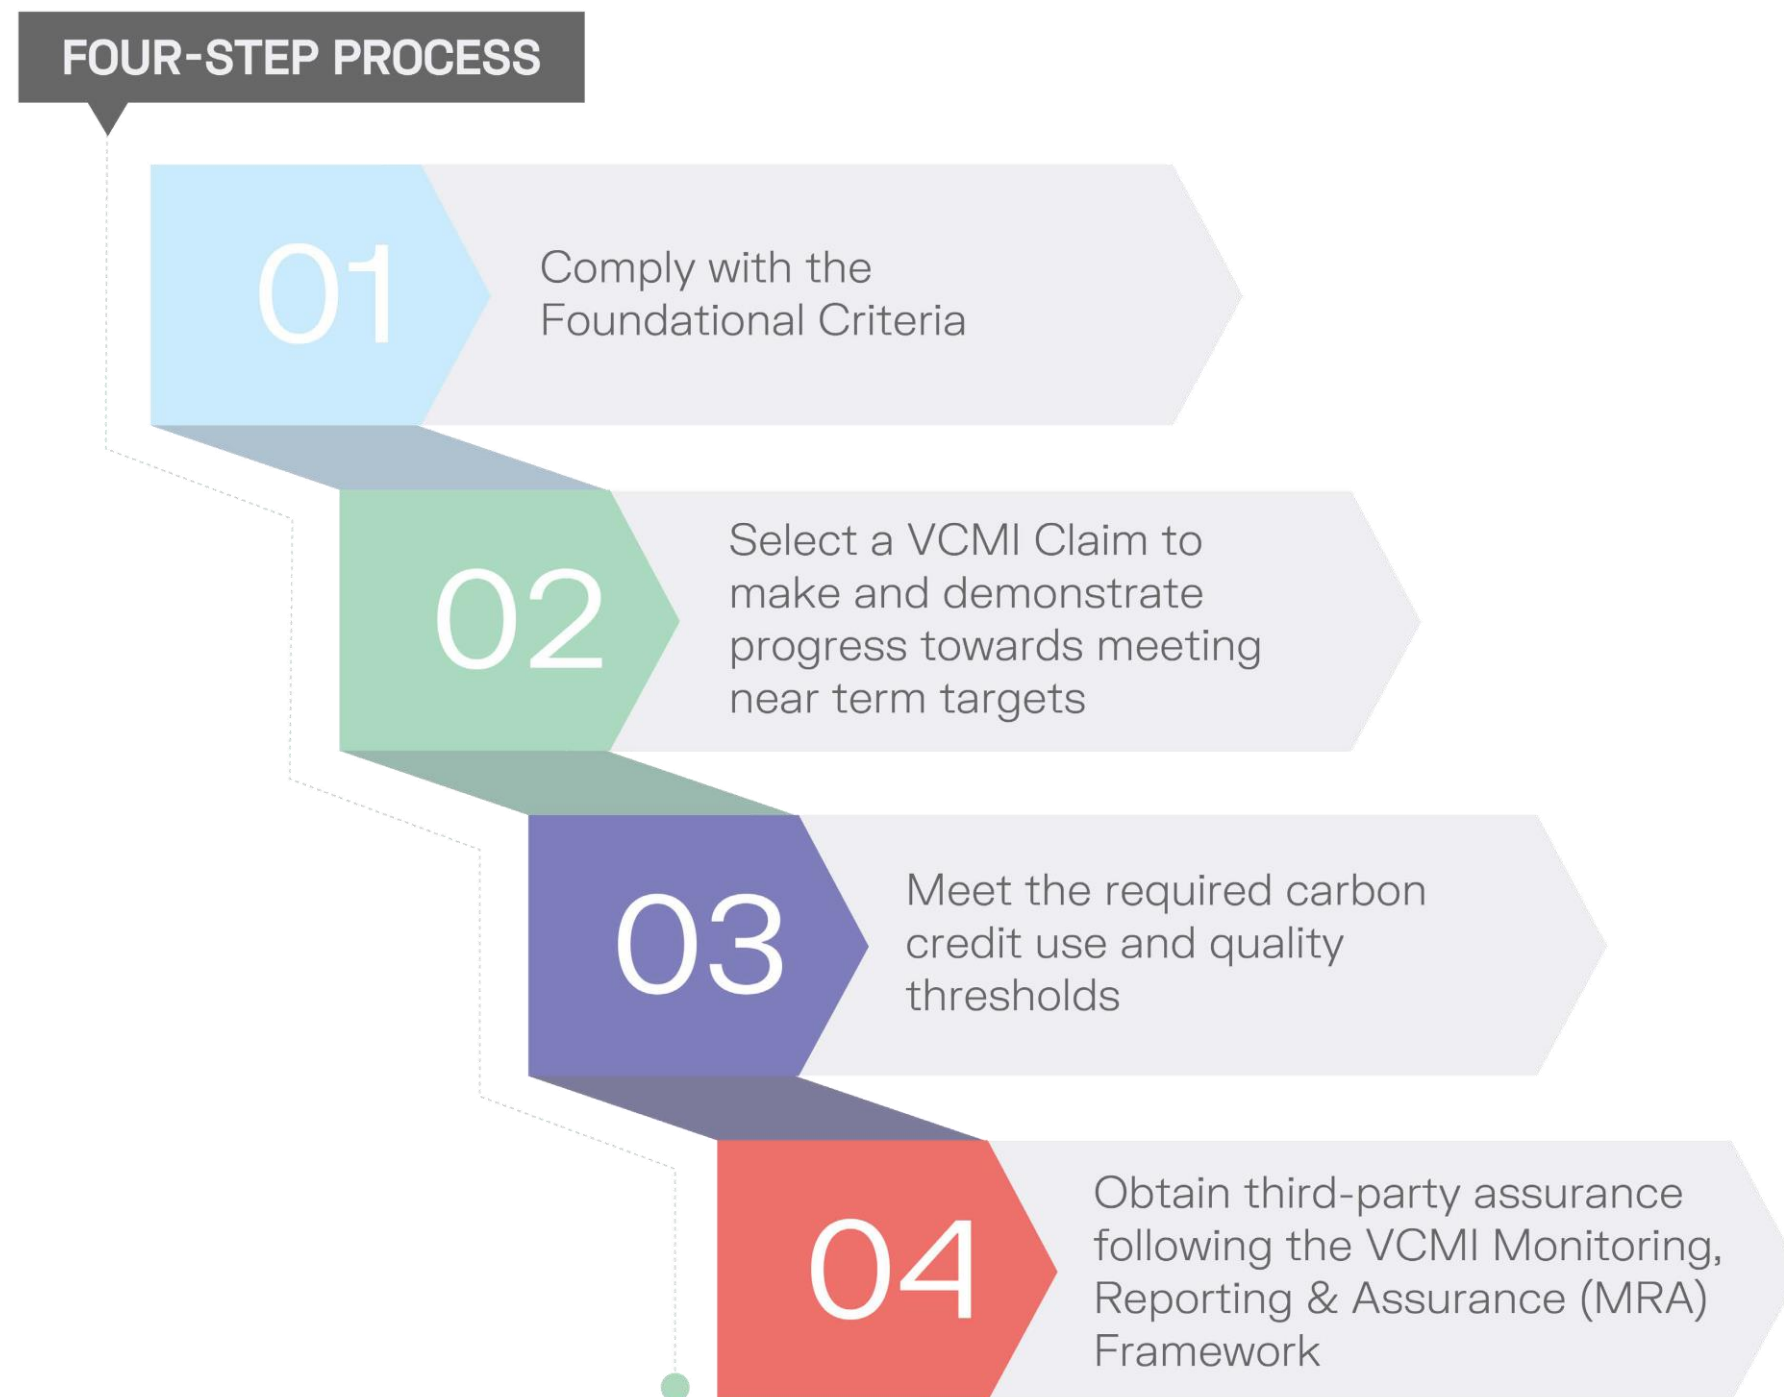 FOUR-STEP PROCESS
01
Comply with the
Foundational Criteria
02
Select a VCMI Claim to
make and demonstrate
progress towards meeting
near term targets
03
Meet the required carbon
credit use and quality
thresholds
04
Obtain third-party assurance
following the VCMI Monitoring,
Reporting & Assurance (MRA)
Framework